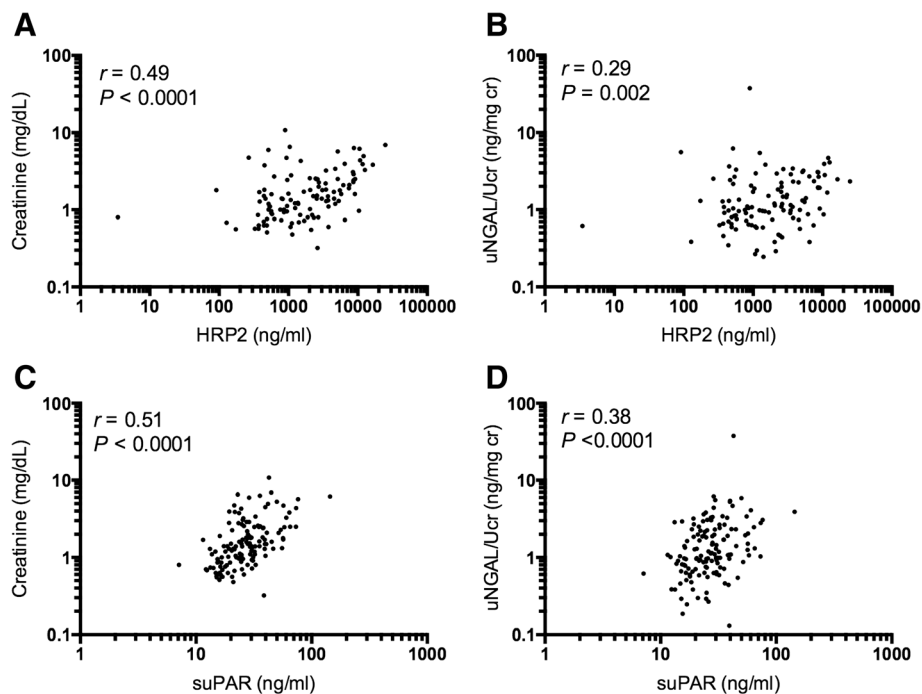 A
100
10
1
0.1
Creatinine (mg/dL)
r = 0.49
P < 0.0001
1 10 100 1000 10000 100000
HRP2 (ng/ml)
B
100
10
1
0.1
uNGAL/Ucr (ng/mg cr)
r = 0.29
P = 0.002
1 10 100 1000 10000 100000
HRP2 (ng/ml)
C
100
10
1
0.1
Creatinine (mg/dL)
r = 0.51
P < 0.0001
1 10 100 1000
suPAR (ng/ml)
D
100
10
1
0.1
uNGAL/Ucr (ng/mg cr)
r = 0.38
P <0.0001
1 10 100 1000
suPAR (ng/ml)